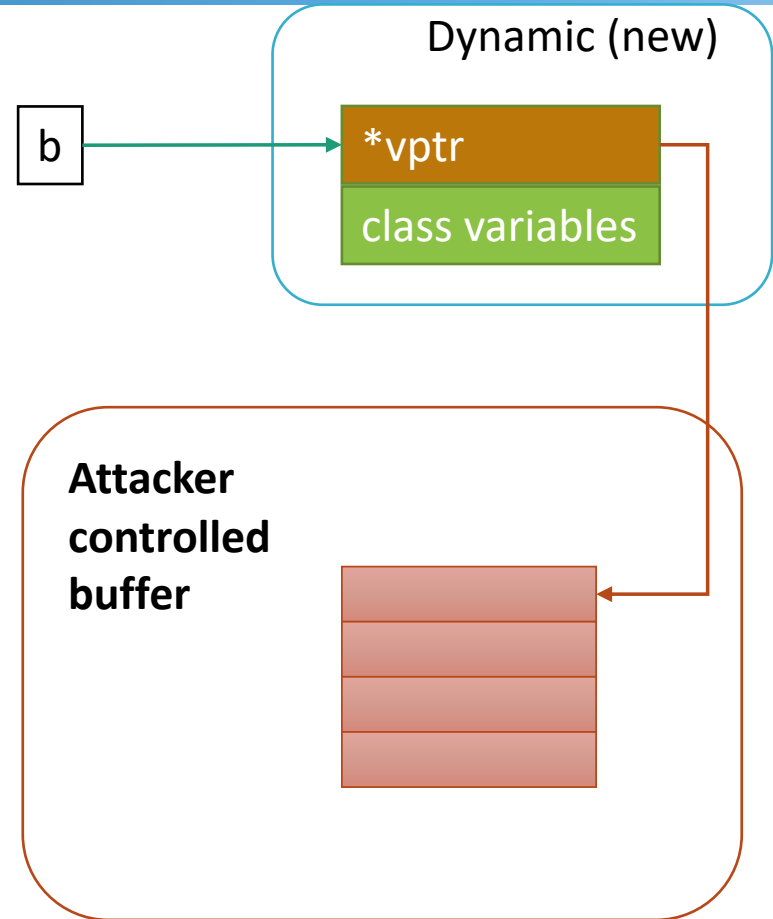 Dynamic (new)
b
*vptr
class variables
Attacker
controlled
buffer